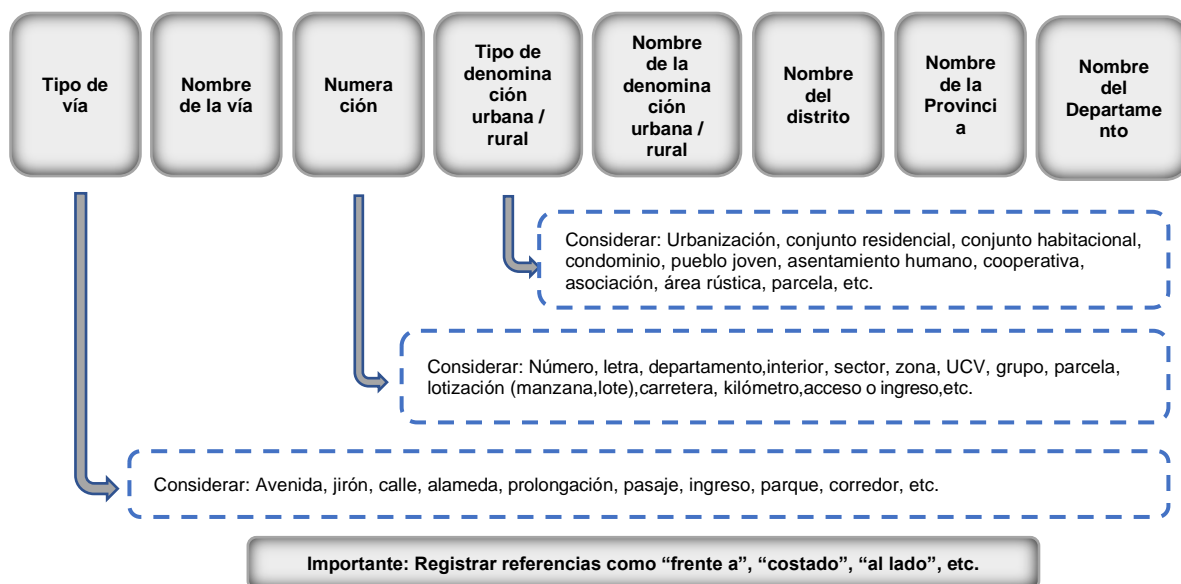 Tipo de
vía
Nombre
de la vía
Numera
ción
Tipo de
denomina
ción
urbana /
rural
Nombre
de la
denomina
ción
urbana /
rural
Nombre
del
distrito
Nombre
de la
Provinci
a
Nombre
del
Departame
nto
Considerar: Urbanización, conjunto residencial, conjunto habitacional,
condominio, pueblo joven, asentamiento humano, cooperativa,
asociación, área rústica, parcela, etc.
Considerar: Número, letra, departamento,interior, sector, zona, UCV, grupo, parcela,
lotización (manzana,lote),carretera, kilómetro,acceso o ingreso,etc.
Considerar: Avenida, jirón, calle, alameda, prolongación, pasaje, ingreso, parque, corredor, etc.
Importante: Registrar referencias como “frente a”, “costado”, “al lado”, etc.